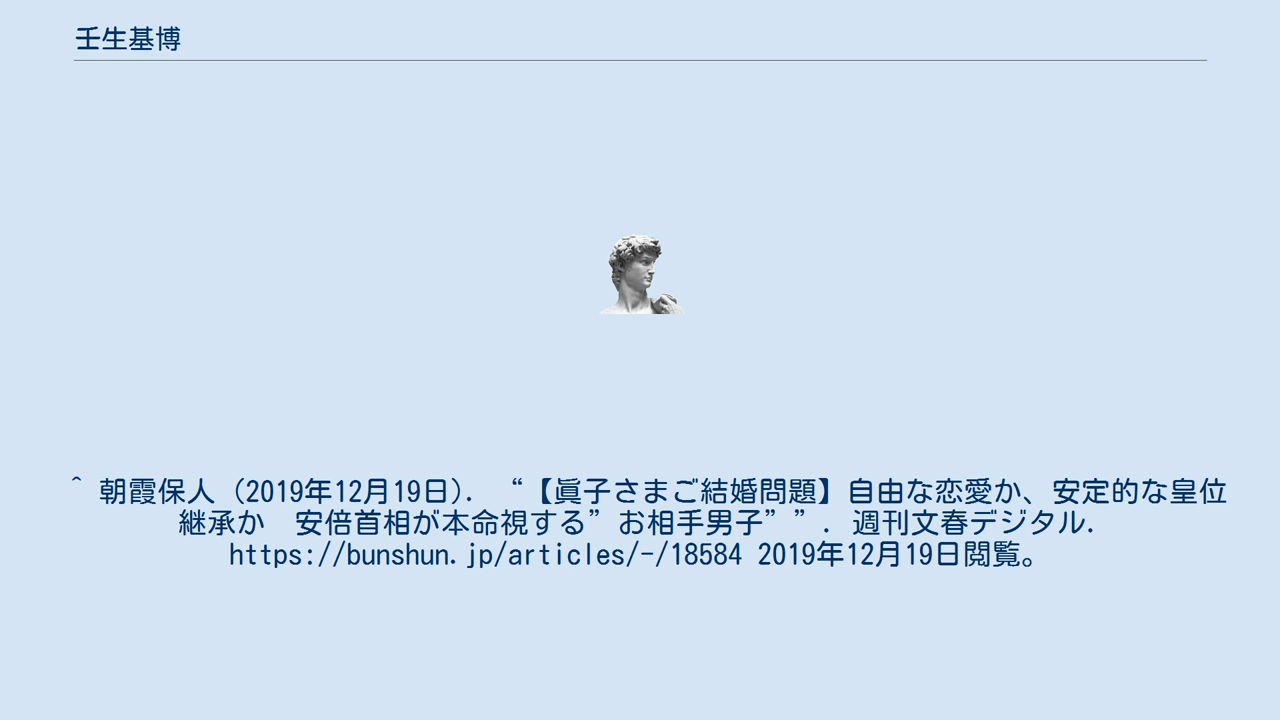 壬生基博
^ 朝霞保人 (2019年12月19日). “【眞子さまご結婚問題】自由な恋愛か、安定的な皇位
継承か　安倍首相が本命視する”お相手男子””. 週刊文春デジタル.
https://bunshun.jp/articles/-/18584 2019年12月19日閲覧。